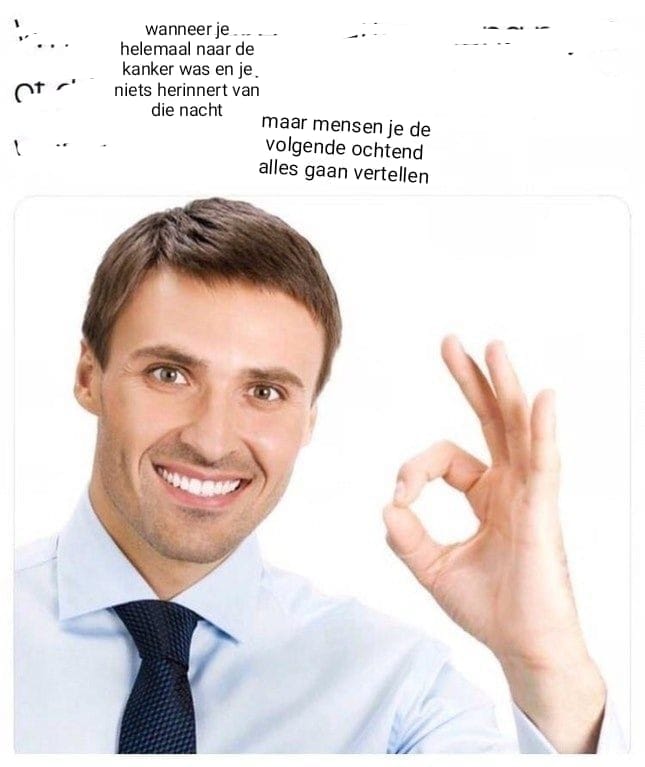 wanneer je
helemaal naar de
kanker was en je
niets herinnert van
die nacht
maar mensen je de
volgende ochtend
alles gaan vertellen